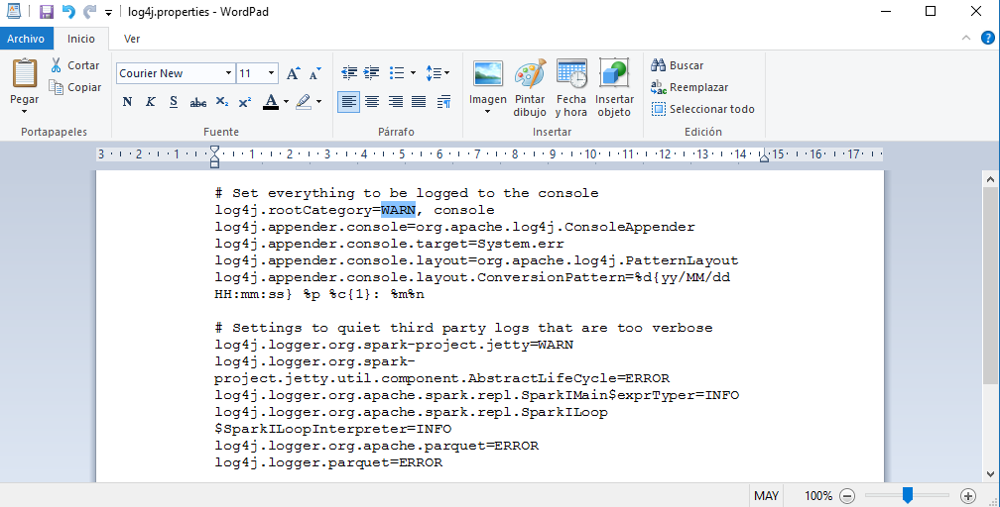 log4j.properties - WordPad
Archivo Inicio Ver
Pegar
Cortar
Copiar
Portapapeles
Courier New 11
N K S abc X₂ X² A
Fuente
Párrafo
Imagen
Pintar dibujo
Fecha y hora
Insertar objeto
Insertar
Buscar
Reemplazar
Seleccionar todo
Edición
3 2 1 1 2 3 4 5 6 7 8 9 10 11 12 13 14 15 16 17
# Set everything to be logged to the console
log4j.rootCategory=WARN, console
log4j.appender.console=org.apache.log4j.ConsoleAppender
log4j.appender.console.target=System.err
log4j.appender.console.layout=org.apache.log4j.PatternLayout
log4j.appender.console.layout.ConversionPattern=%d{yy/MM/dd
HH:mm:ss} %p %c{1}: %m%n
# Settings to quiet third party logs that are too verbose
log4j.logger.org.spark-project.jetty=WARN
log4j.logger.org.spark-
project.jetty.util.component.AbstractLifeCycle=ERROR
log4j.logger.org.apache.spark.repl.SparkIMain$exprTyper=INFO
log4j.logger.org.apache.spark.repl.SparkILoop
$SparkILoopInterpreter=INFO
log4j.logger.org.apache.parquet=ERROR
log4j.logger.parquet=ERROR
MAY 100%